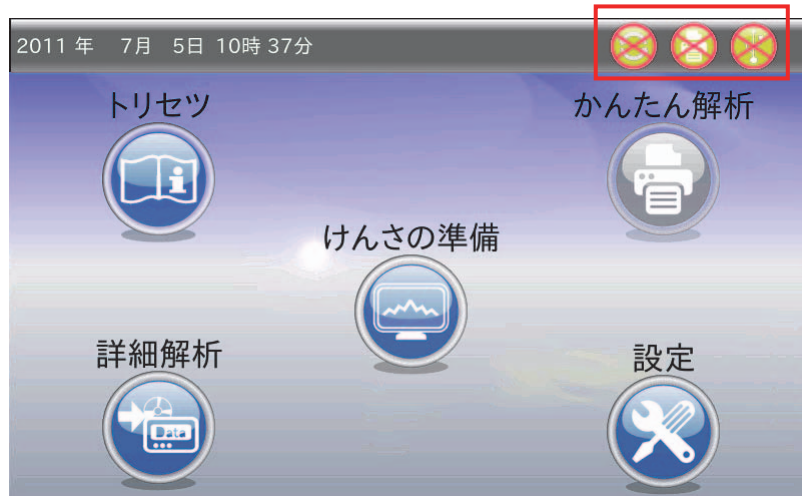 2011 年 7月 5日 10時 37分
トリセツ
かんたん解析
けんさの準備
詳細解析
Data
設定